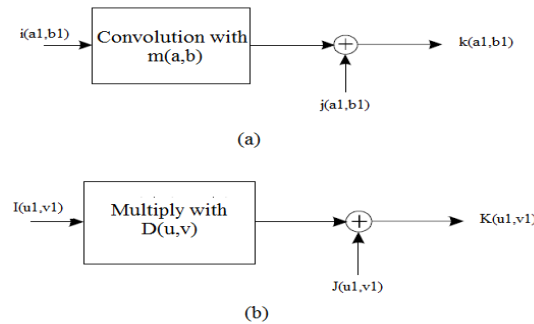 i(a1,b1)
Convolution with
m(a,b)
+
k(a1,b1)
j(a1,b1)
(a)
I(u1,v1)
Multiply with
D(u,v)
+
K(u1,v1)
J(u1,v1)
(b)